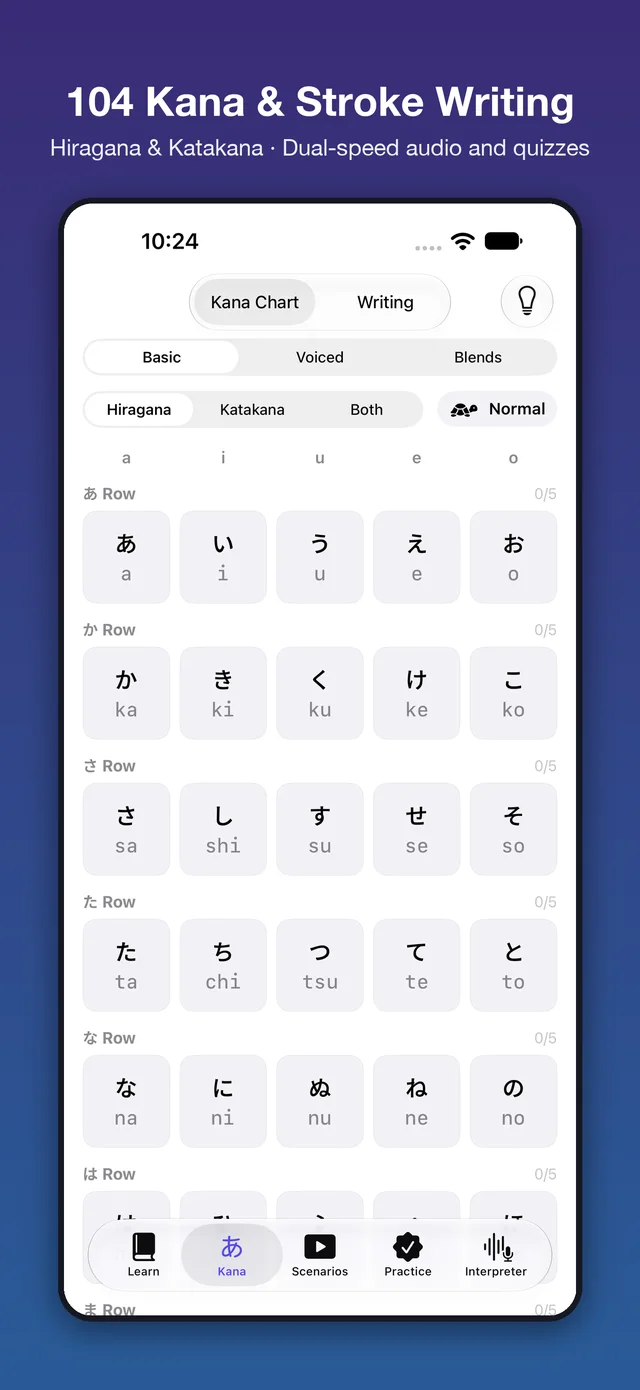 104 Kana & Stroke Writing
Hiragana & Katakana · Dual-speed audio and quizzes
10:24
Kana Chart Writing
Basic Voiced Blends
Hiragana Katakana Both Normal
a i u e o
あ Row 0/5
あ い う え お
a i u e o
か Row 0/5
か き く け こ
ka ki ku ke ko
さ Row 0/5
さ し す せ そ
sa shi su se so
た Row 0/5
た ち つ て と
ta chi tsu te to
な Row 0/5
な に ぬ ね の
na ni nu ne no
は Row 0/5
あ
Learn Kana Scenarios Practice Interpreter
ま Row 0/5